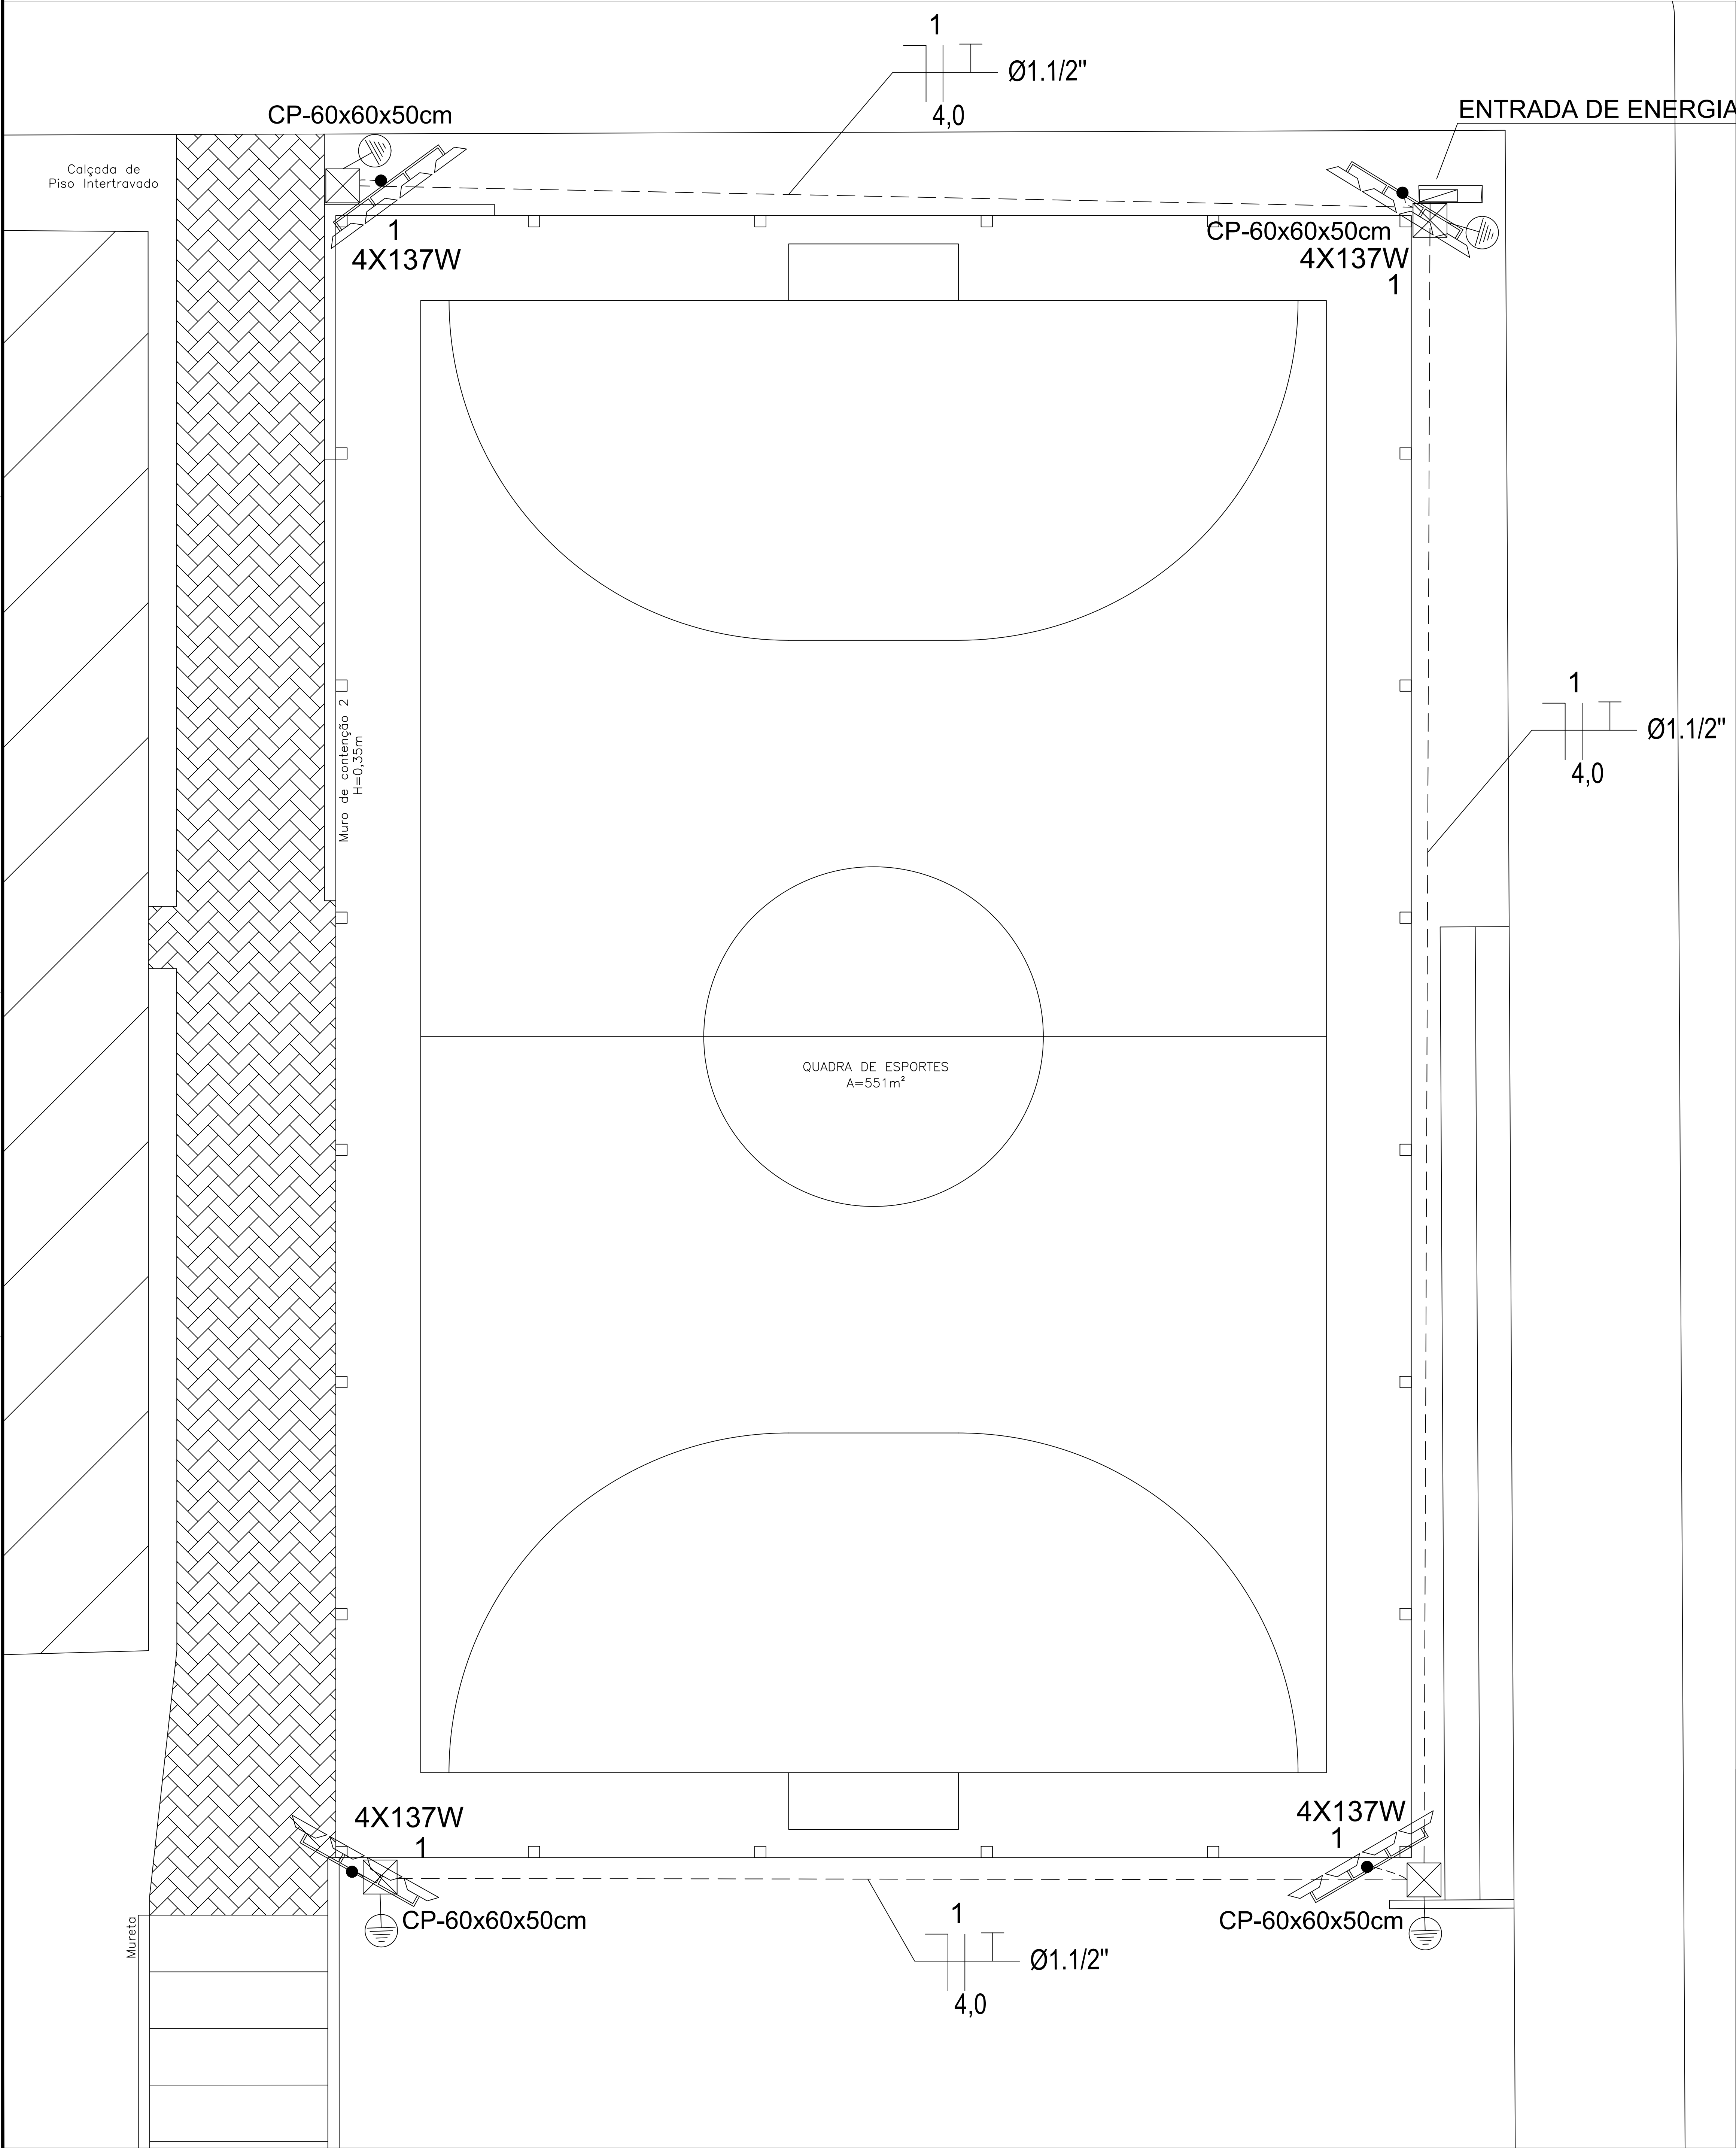 1
Ø1.1/2"
4,0
CP-60x60x50cm
ENTRADA DE ENERGIA
Calçada de
Piso Intertravado
1
4X137W
CP-60x60x50cm
4X137W
1
Muro de contenção 2
H=0,35m
1
Ø1.1/2"
4,0
QUADRA DE ESPORTES
A=551m²
4X137W
1
4X137W
1
CP-60x60x50cm
CP-60x60x50cm
Mureta
1
Ø1.1/2"
4,0